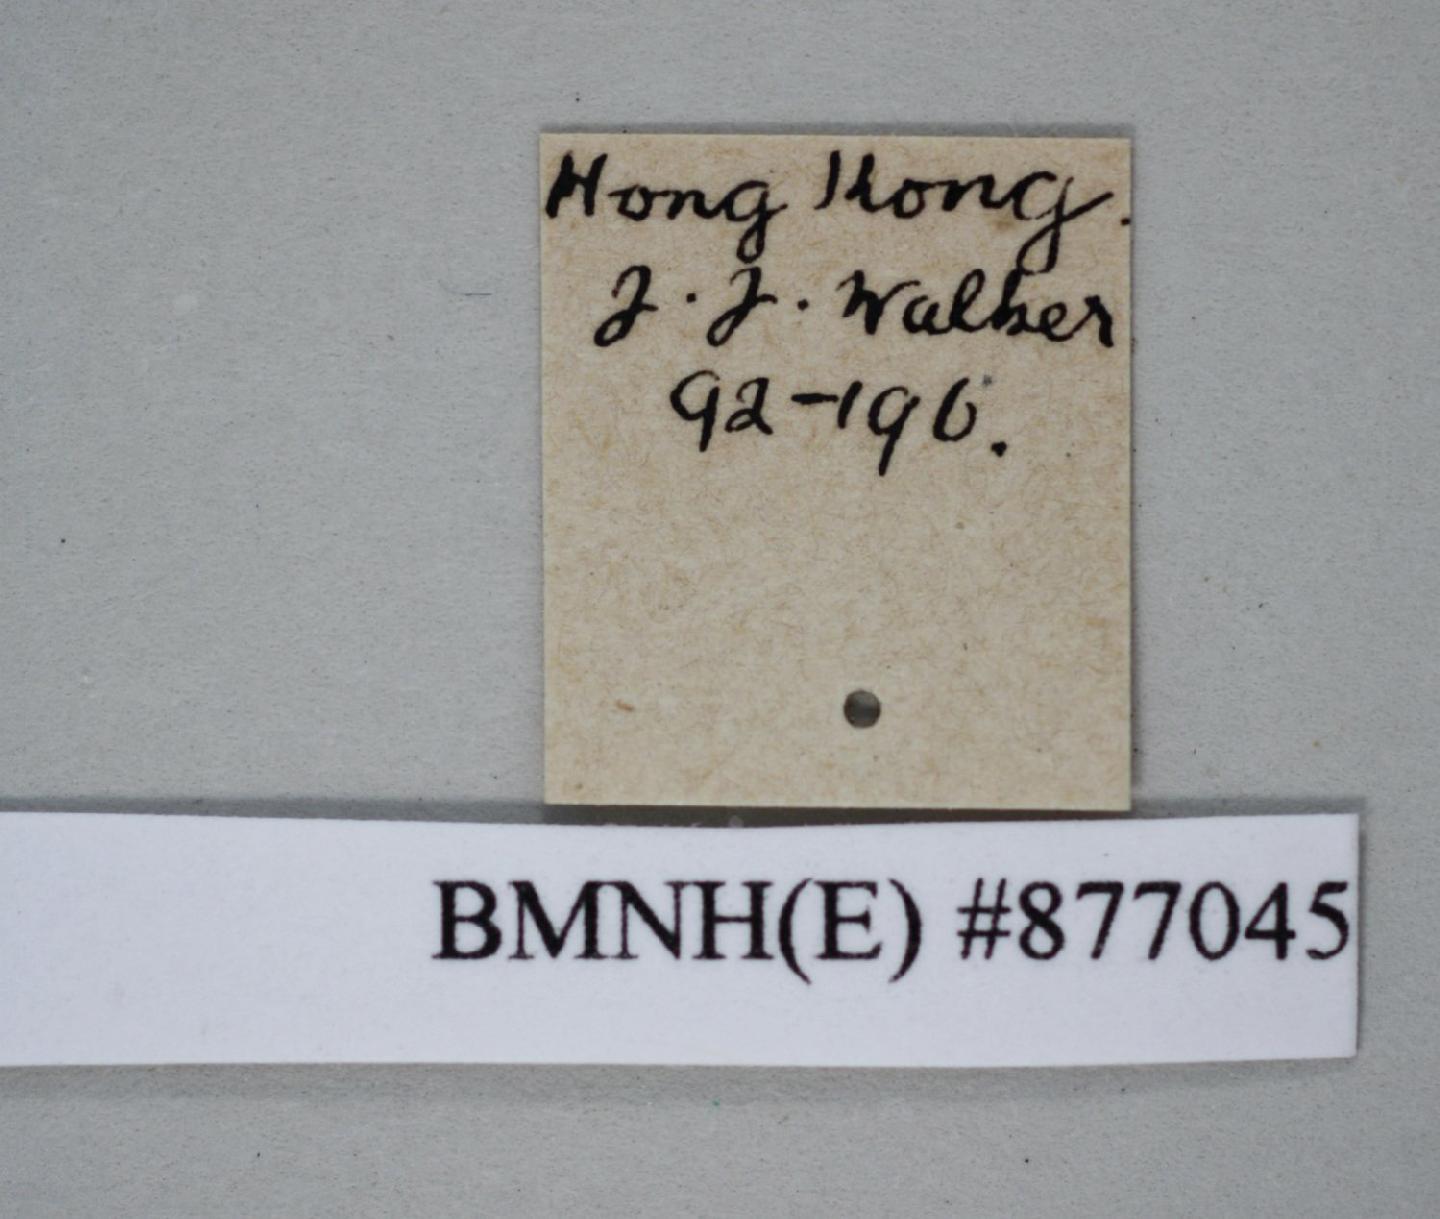 Hong Kong.
J. J. Walker
92-196.
BMNH(E) #877045